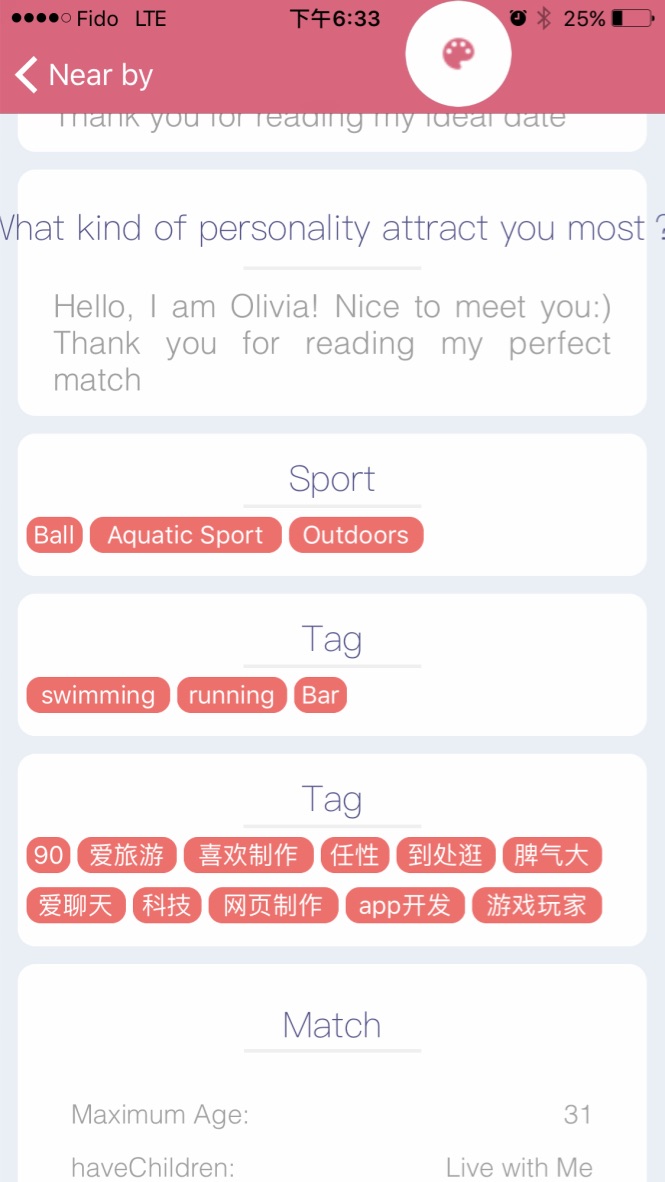 Fido LTE 下午6:33 25%
Near by
Thank you for reading my ideal date
What kind of personality attract you most ?
Hello, I am Olivia! Nice to meet you:)
Thank you for reading my perfect
match
Sport
Ball Aquatic Sport Outdoors
Tag
swimming running Bar
Tag
90 爱旅游 喜欢制作 任性 到处逛 脾气大
爱聊天 科技 网页制作 app开发 游戏玩家
Match
Maximum Age: 31
haveChildren: Live with Me